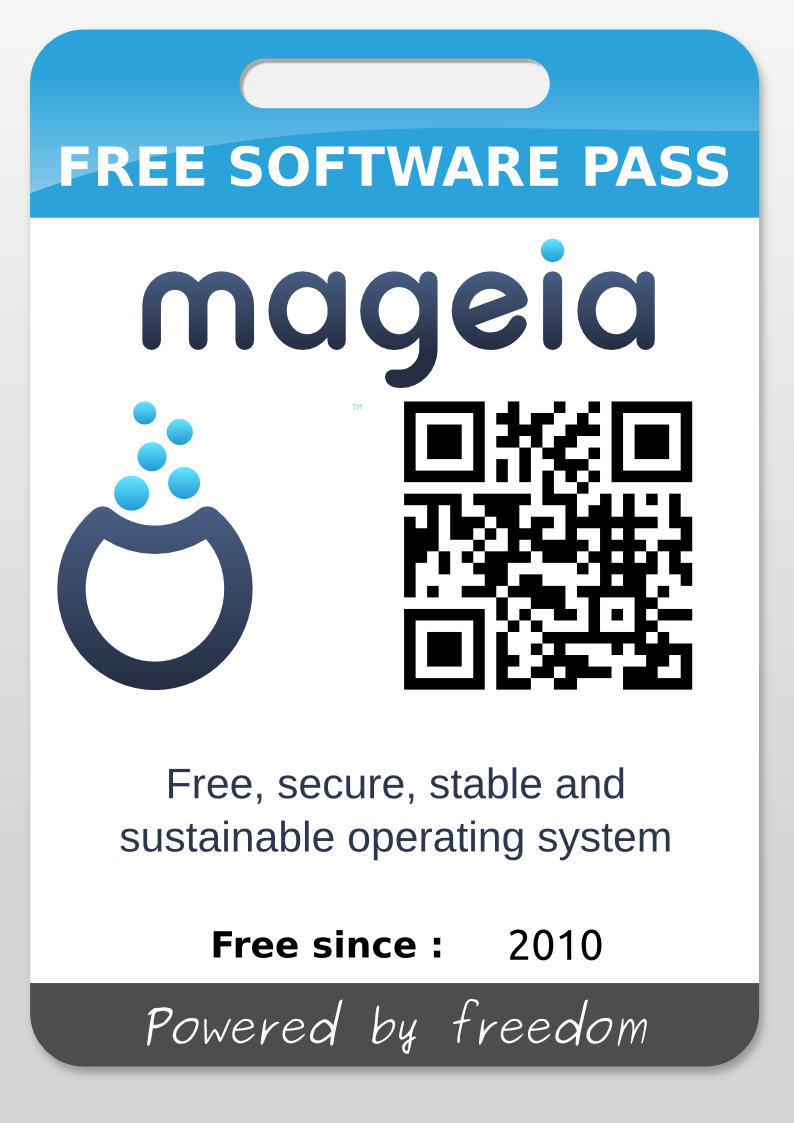 FREE SOFTWARE PASS
mageia
TM
Free, secure, stable and
sustainable operating system
Free since : 2010
Powered by freedom